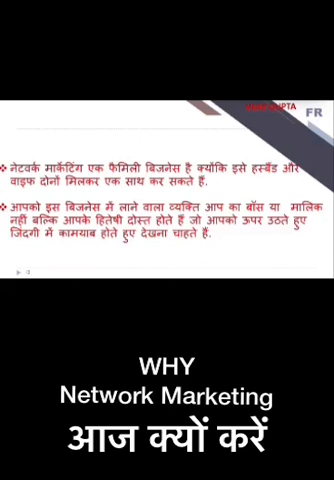 FR
❖ नेटवर्क मार्केटिंग एक फैमिली बिजनेस है क्योंकि इसे हस्बैंड और
वाइफ दोनों मिलकर एक साथ कर सकते हैं.
❖ आपको इस बिजनेस में लाने वाला व्यक्ति आप का बॉस या मालिक
नहीं बल्कि आपके हितेषी दोस्त होते हैं जो आपको ऊपर उठते हुए
जिंदगी में कामयाब होते हुए देखना चाहते हैं.
WHY
Network Marketing
आज क्यों करें